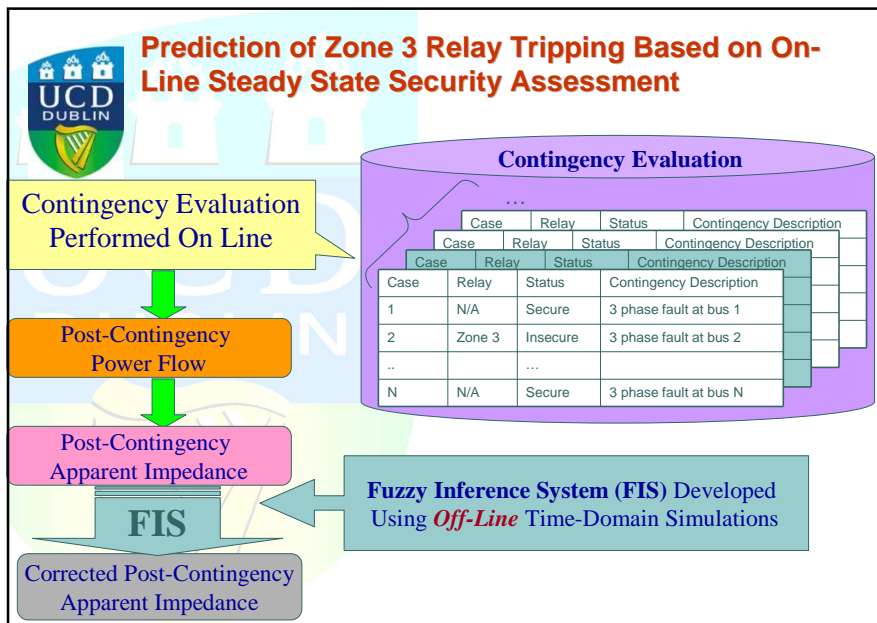 Prediction of Zone 3 Relay Tripping Based on On-
Line Steady State Security Assessment
UCD
DUBLIN
Contingency Evaluation
Performed On Line
Post-Contingency
Power Flow
Post-Contingency
Apparent Impedance
FIS
Corrected Post-Contingency
Apparent Impedance
Contingency Evaluation
…
Case Relay Status Contingency Description
Case Relay Status Contingency Description
Case Relay Status Contingency Description
Case Relay Status Contingency Description
1 N/A Secure 3 phase fault at bus 1
2 Zone 3 Insecure 3 phase fault at bus 2
.. …
N N/A Secure 3 phase fault at bus N
Fuzzy Inference System (FIS) Developed
Using Off-Line Time-Domain Simulations
UCD
DUBLIN